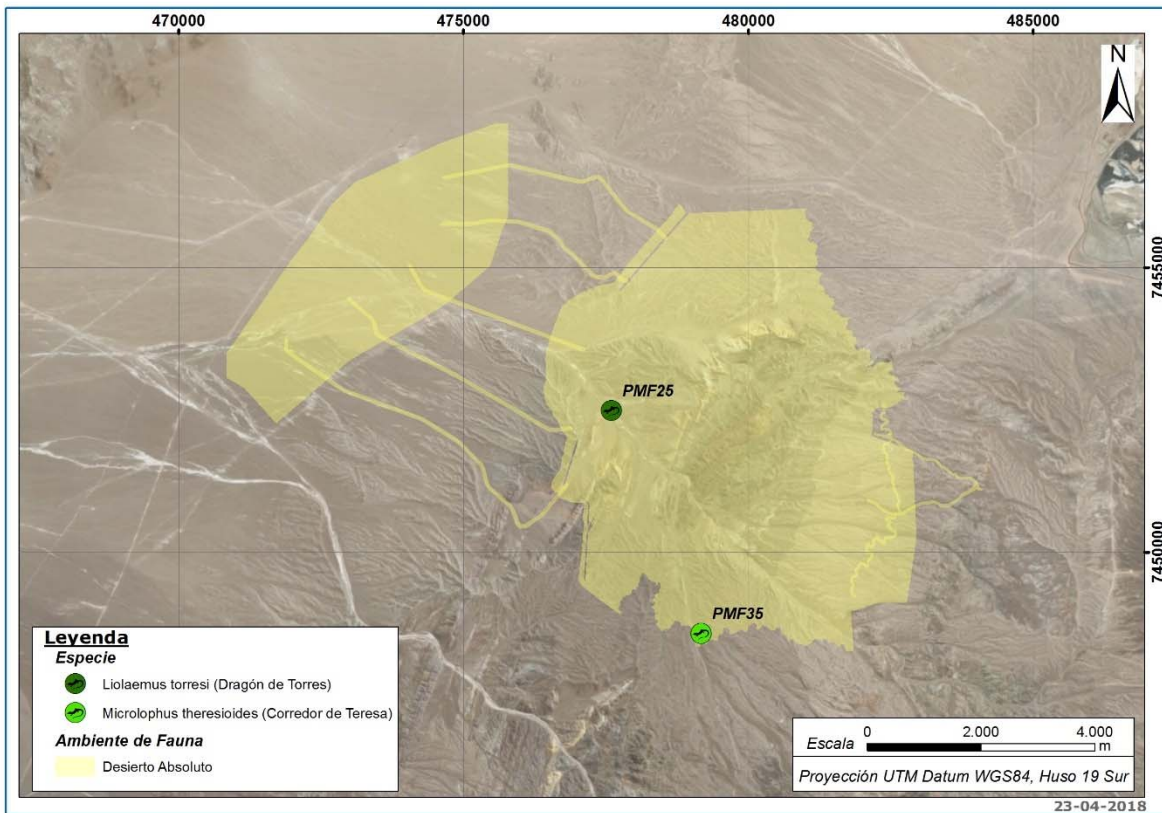 470000 475000 480000 485000
N
7455000
PMF25
7450000
PMF35
Leyenda
Especie
Liolaemus torresi (Dragón de Torres)
Microlophus theresioides (Corredor de Teresa)
Ambiente de Fauna
Desierto Absoluto
0 2.000 4.000
Escala m
Proyección UTM Datum WGS84, Huso 19 Sur
23-04-2018